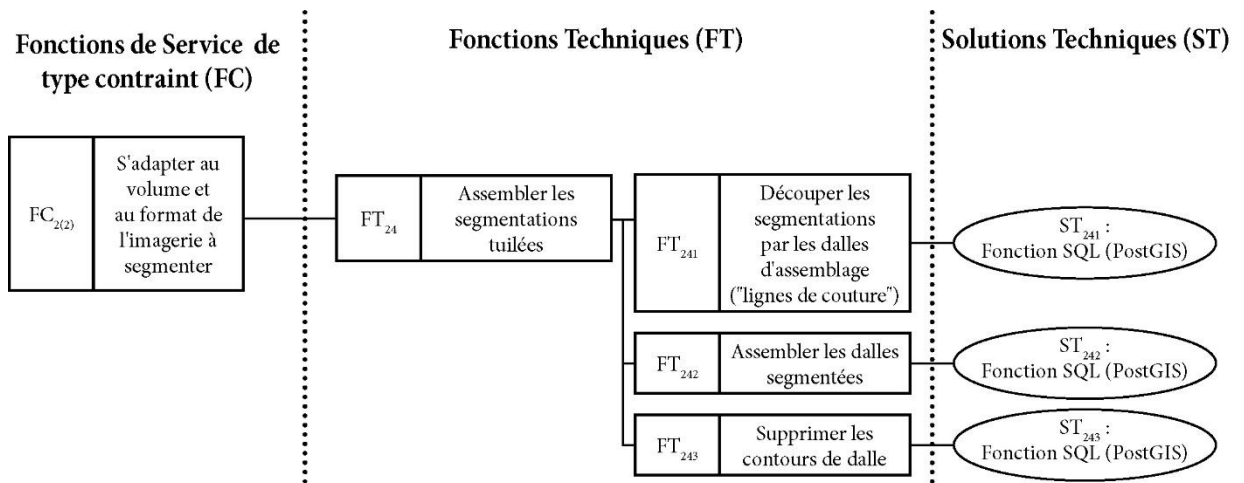 Fonctions de Service de
type contraint (FC)
Fonctions Techniques (FT)
Solutions Techniques (ST)
FC2(2)
S'adapter au
volume et
au format de
l'imagerie à
segmenter
FT24
Assembler les
segmentations
tuilées
FT241
Découper les
segmentations
par les dalles
d'assemblage
("lignes de couture")
ST241 :
Fonction SQL (PostGIS)
FT242
Assembler les dalles
segmentées
ST242 :
Fonction SQL (PostGIS)
FT243
Supprimer les
contours de dalle
ST243 :
Fonction SQL (PostGIS)